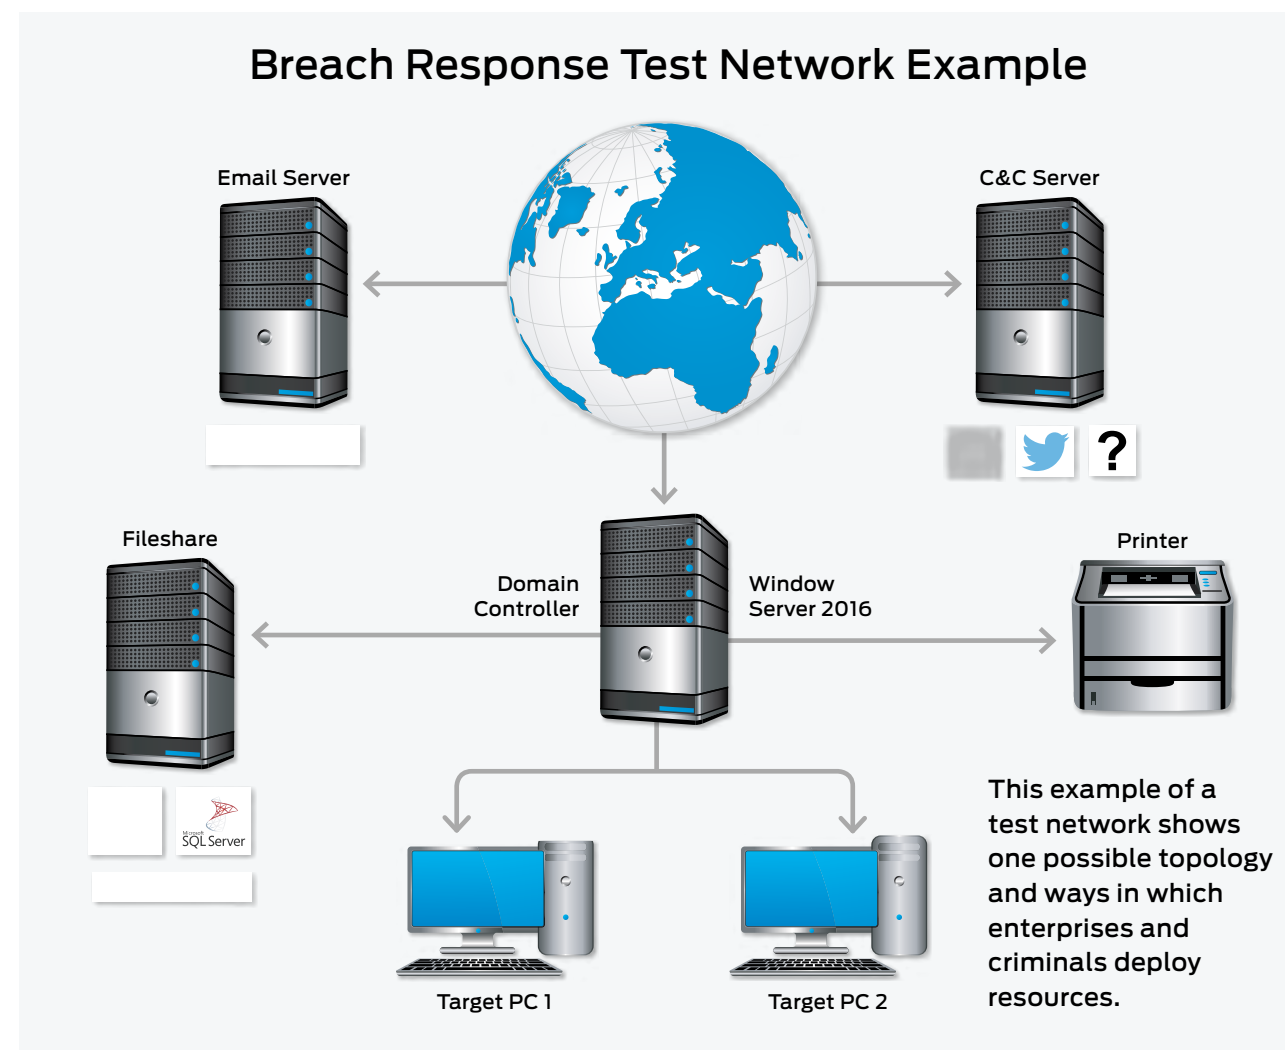 Breach Response Test Network Example
Email Server
C&C Server
?
Fileshare
Domain
Controller
Window
Server 2016
Printer
Microsoft
SQL Server
Target PC 1
Target PC 2
This example of a
test network shows
one possible topology
and ways in which
enterprises and
criminals deploy
resources.